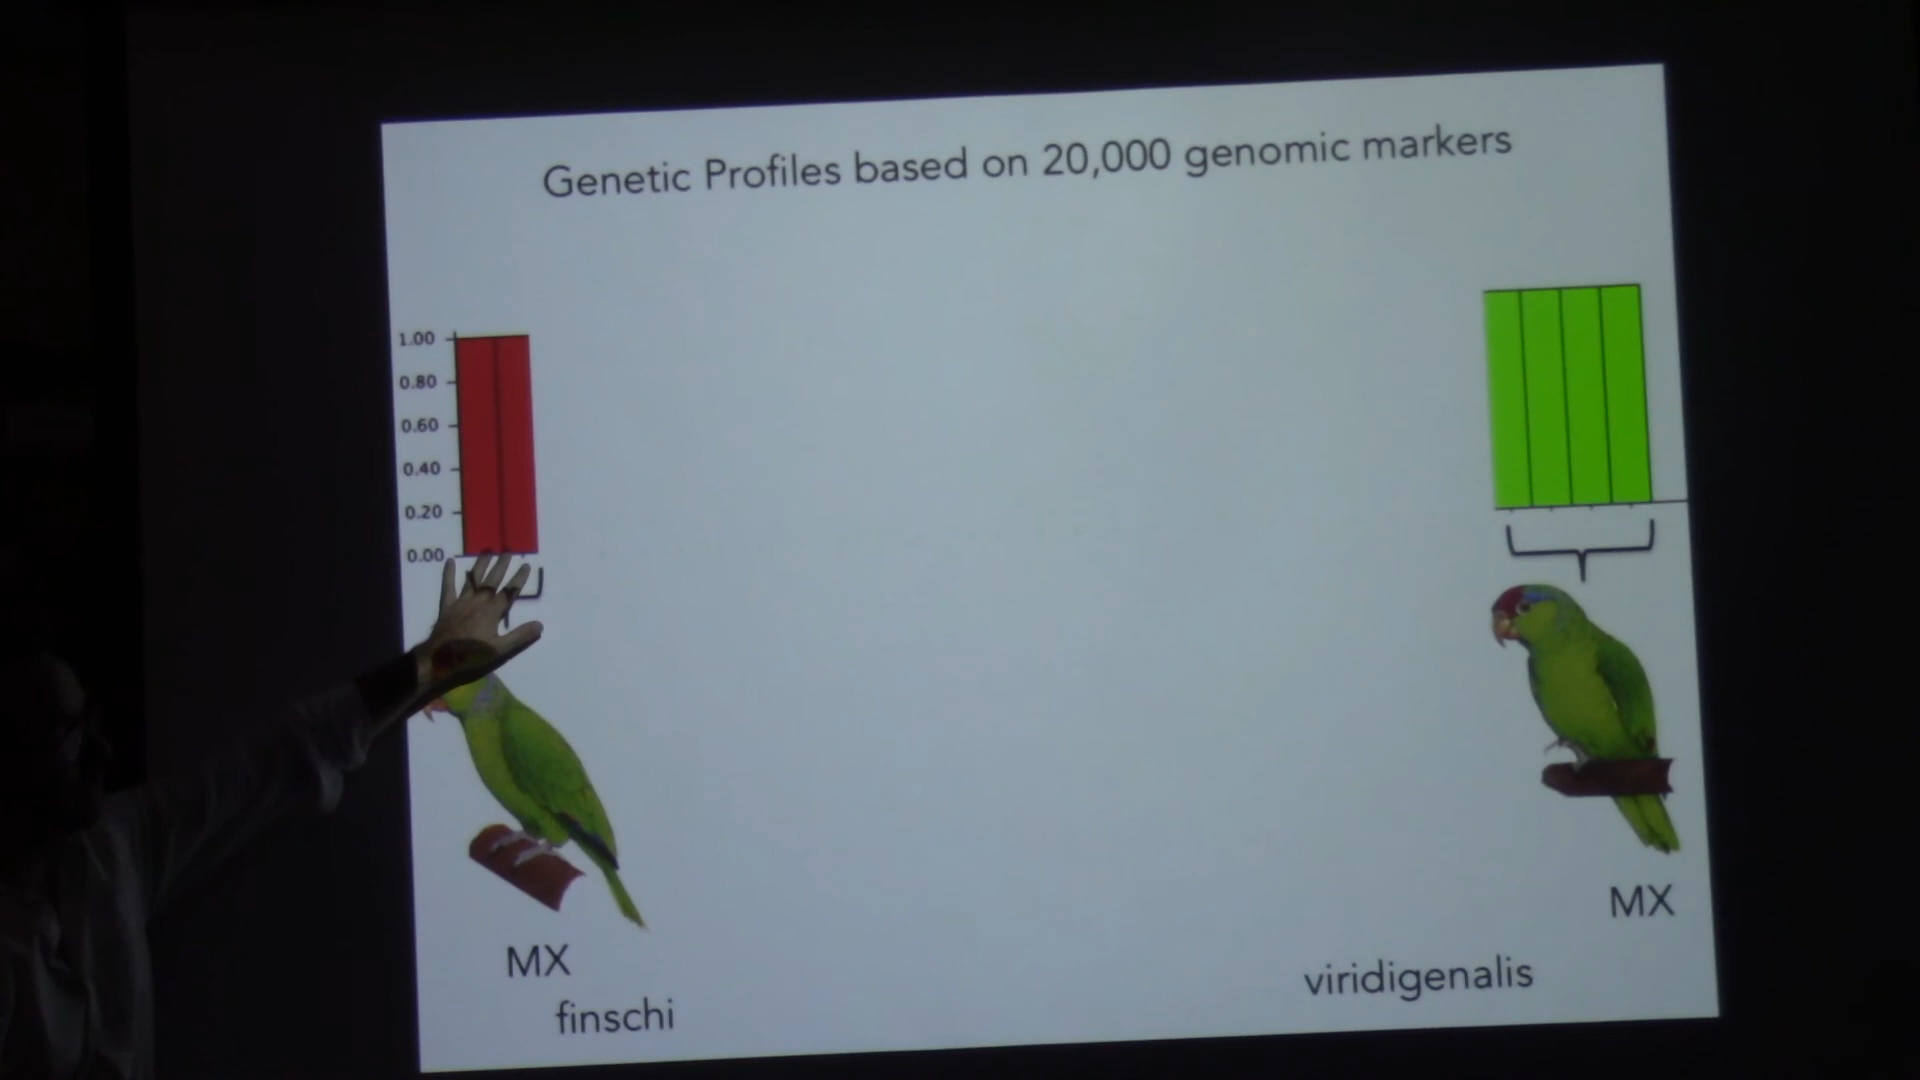 Genetic Profiles based on 20,000 genomic markers
1.00
0.80
0.60
0.40
0.20
0.00
MX
finschi
MX
viridigenalis